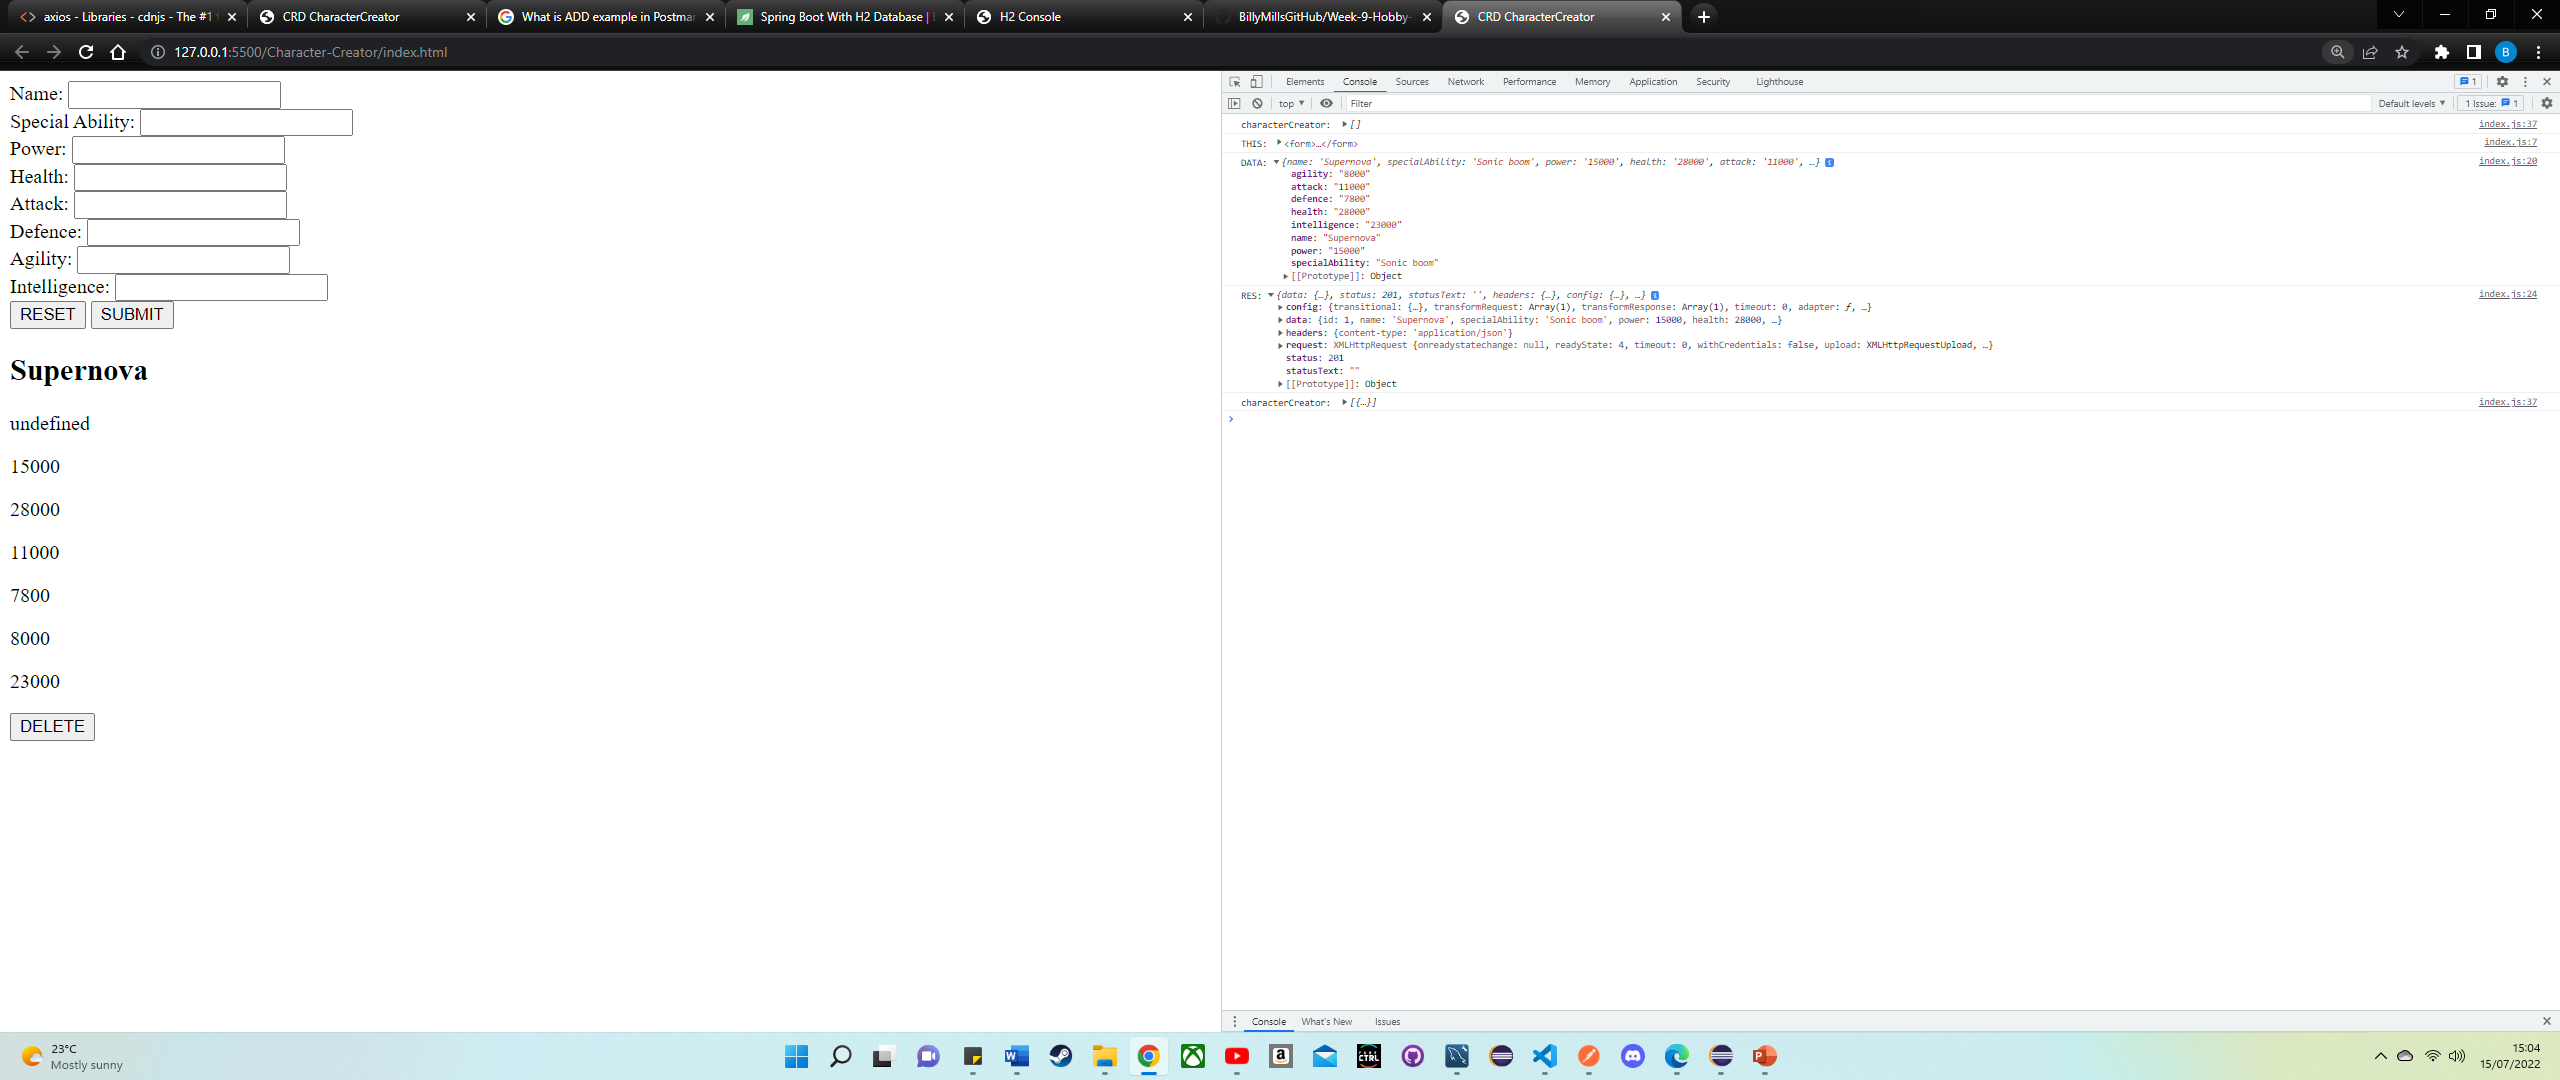 axios - Libraries - cdnjs - The #1
CRD CharacterCreator
What is ADD example in Postman
Spring Boot With H2 Database |
H2 Console
BillyMillsGitHub/Week-9-Hobby-
CRD CharacterCreator
127.0.0.1:5500/Character-Creator/index.html
B
Name:
Special Ability:
Power:
Health:
Attack:
Defence:
Agility:
Intelligence:
RESET SUBMIT
Supernova
undefined
15000
28000
11000
7800
8000
23000
DELETE
Elements Console Sources Network Performance Memory Application Security Lighthouse 1
top Filter Default levels 1 Issue: 1
characterCreator: [] index.js:37
THIS: <form>…</form> index.js:7
DATA: {name: 'Supernova', specialAbility: 'Sonic boom', power: '15000', health: '28000', attack: '11000', …} index.js:20
agility: "8000"
attack: "11000"
defence: "7800"
health: "28000"
intelligence: "23000"
name: "Supernova"
power: "15000"
specialAbility: "Sonic boom"
[[Prototype]]: Object
RES: {data: {…}, status: 201, statusText: '', headers: {…}, config: {…}, …} index.js:24
config: {transitional: {…}, transformRequest: Array(1), transformResponse: Array(1), timeout: 0, adapter: ƒ, …}
data: {id: 1, name: 'Supernova', specialAbility: 'Sonic boom', power: 15000, health: 28000, …}
headers: {content-type: 'application/json'}
request: XMLHttpRequest {onreadystatechange: null, readyState: 4, timeout: 0, withCredentials: false, upload: XMLHttpRequestUpload, …}
status: 201
statusText: ""
[[Prototype]]: Object
characterCreator: [{…}] index.js:37
Console What's New Issues
23°C
Mostly sunny
15:04
15/07/2022